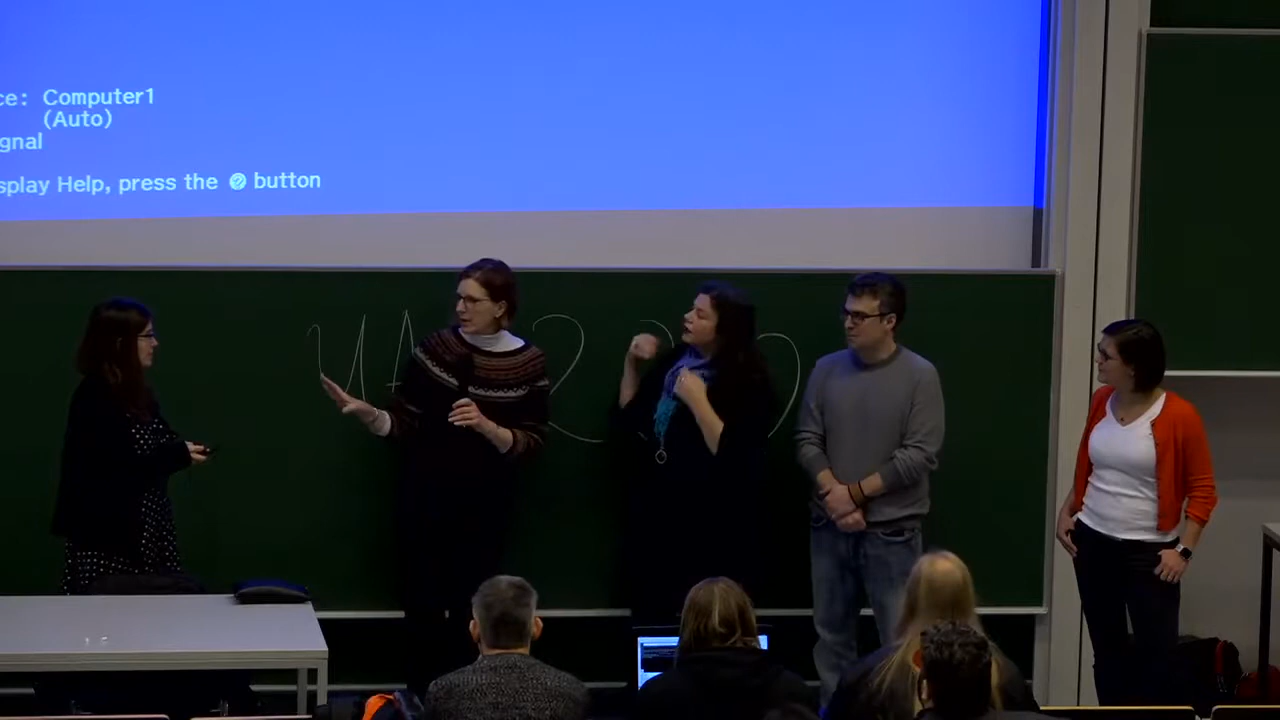 ce: Computer1
(Auto)
gnal
splay Help, press the ? button